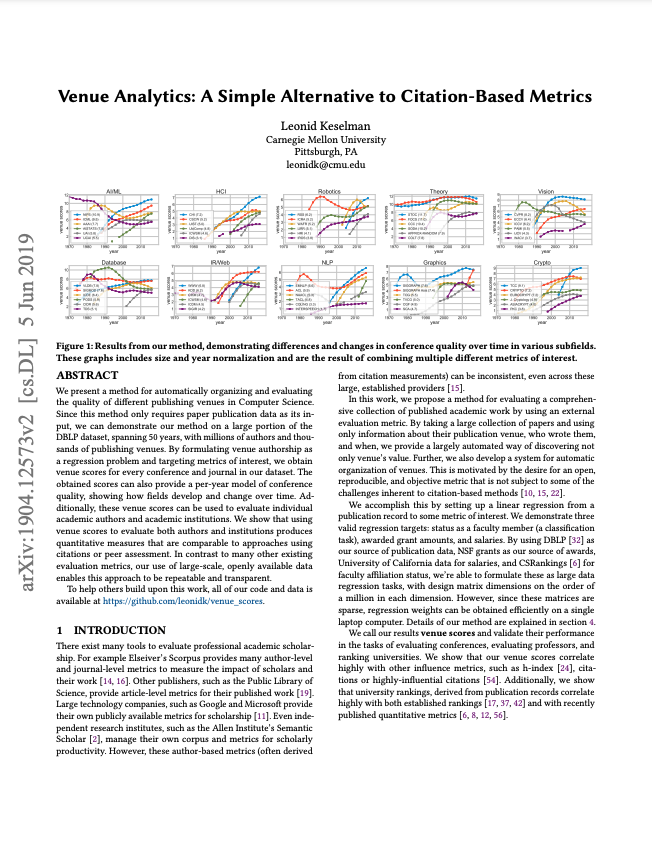 Venue Analytics: A Simple Alternative to Citation-Based Metrics
Leonid Keselman
Carnegie Mellon University
Pittsburgh, PA
leonidk@cmu.edu
AI/ML
HCI
Robotics
Theory
Vision
Database
IR/Web
NLP
Graphics
Crypto
Figure 1: Results from our method, demonstrating differences and changes in conference quality over time in various subfields.
These graphs includes size and year normalization and are the result of combining multiple different metrics of interest.
ABSTRACT
We present a method for automatically organizing and evaluating
the quality of different publishing venues in Computer Science.
Since this method only requires paper publication data as its in-
put, we can demonstrate our method on a large portion of the
DBLP dataset, spanning 50 years, with millions of authors and thou-
sands of publishing venues. By formulating venue authorship as
a regression problem and targeting metrics of interest, we obtain
venue scores for every conference and journal in our dataset. The
obtained scores can also provide a per-year model of conference
quality, showing how fields develop and change over time. Ad-
ditionally, these venue scores can be used to evaluate individual
academic authors and academic institutions. We show that using
venue scores to evaluate both authors and institutions produces
quantitative measures that are comparable to approaches using
citations or peer assessment. In contrast to many other existing
evaluation metrics, our use of large-scale, openly available data
enables this approach to be repeatable and transparent.
To help others build upon this work, all of our code and data is
available at https://github.com/leonidk/venue_scores.
1 INTRODUCTION
There exist many tools to evaluate professional academic scholar-
ship. For example Elseiver's Scorpus provides many author-level
and journal-level metrics to measure the impact of scholars and
their work [14, 16]. Other publishers, such as the Public Library of
Science, provide article-level metrics for their published work [19].
Large technology companies, such as Google and Microsoft provide
their own publicly available metrics for scholarship [11]. Even inde-
pendent research institutes, such as the Allen Institute's Semantic
Scholar [2], manage their own corpus and metrics for scholarly
productivity. However, these author-based metrics (often derived
from citation measurements) can be inconsistent, even across these
large, established providers [15].
In this work, we propose a method for evaluating a comprehen-
sive collection of published academic work by using an external
evaluation metric. By taking a large collection of papers and using
only information about their publication venue, who wrote them,
and when, we provide a largely automated way of discovering not
only venue's value. Further, we also develop a system for automatic
organization of venues. This is motivated by the desire for an open,
reproducible, and objective metric that is not subject to some of the
challenges inherent to citation-based methods [10, 15, 22].
We accomplish this by setting up a linear regression from a
publication record to some metric of interest. We demonstrate three
valid regression targets: status as a faculty member (a classification
task), awarded grant amounts, and salaries. By using DBLP [32] as
our source of publication data, NSF grants as our source of awards,
University of California data for salaries, and CSRankings [6] for
faculty affiliation status, we're able to formulate these as large data
regression tasks, with design matrix dimensions on the order of
a million in each dimension. However, since these matrices are
sparse, regression weights can be obtained efficiently on a single
laptop computer. Details of our method are explained in section 4.
We call our results venue scores and validate their performance
in the tasks of evaluating conferences, evaluating professors, and
ranking universities. We show that our venue scores correlate
highly with other influence metrics, such as h-index [24], cita-
tions or highly-influential citations [54]. Additionally, we show
that university rankings, derived from publication records correlate
highly with both established rankings [17, 37, 42] and with recently
published quantitative metrics [6, 8, 12, 56].
arXiv:1904.12573v2 [cs.DL] 5 Jun 2019